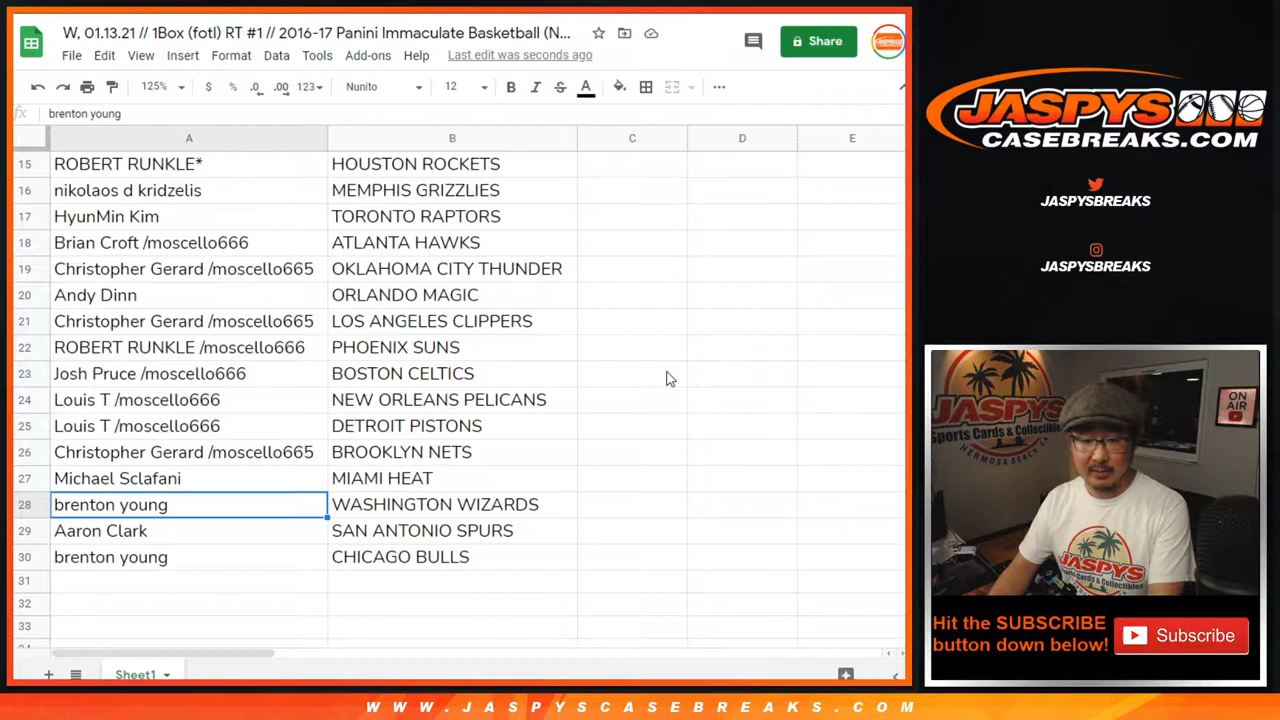 W, 01.13.21 // 1Box (fotl) RT #1 // 2016-17 Panini Immaculate Basketball (N...
Share
File Edit View Insert Format Data Tools Add-ons Help Last edit was seconds ago
125% $ % .0 .00 123 Nunito 12 B I S A
fx brenton young
A B C D E
15 ROBERT RUNKLE* HOUSTON ROCKETS
16 nikolaos d kridzelis MEMPHIS GRIZZLIES
17 HyunMin Kim TORONTO RAPTORS
18 Brian Croft /moscello666 ATLANTA HAWKS
19 Christopher Gerard /moscello665 OKLAHOMA CITY THUNDER
20 Andy Dinn ORLANDO MAGIC
21 Christopher Gerard /moscello665 LOS ANGELES CLIPPERS
22 ROBERT RUNKLE /moscello666 PHOENIX SUNS
23 Josh Pruce /moscello666 BOSTON CELTICS
24 Louis T /moscello666 NEW ORLEANS PELICANS
25 Louis T /moscello666 DETROIT PISTONS
26 Christopher Gerard /moscello665 BROOKLYN NETS
27 Michael Sclafani MIAMI HEAT
28 brenton young WASHINGTON WIZARDS
29 Aaron Clark SAN ANTONIO SPURS
30 brenton young CHICAGO BULLS
31
32
33
Sheet1
JASPYS
CASEBREAKS.COM
JASPYSBREAKS
JASPYSBREAKS
JASPYS
Sports Cards & Collectibles
HERMOSA BEACH CA
ON AIR
JASPYS
Hit the SUBSCRIBE
button down below!
Subscribe
WWW.JASPYSCASEBREAKS.COM